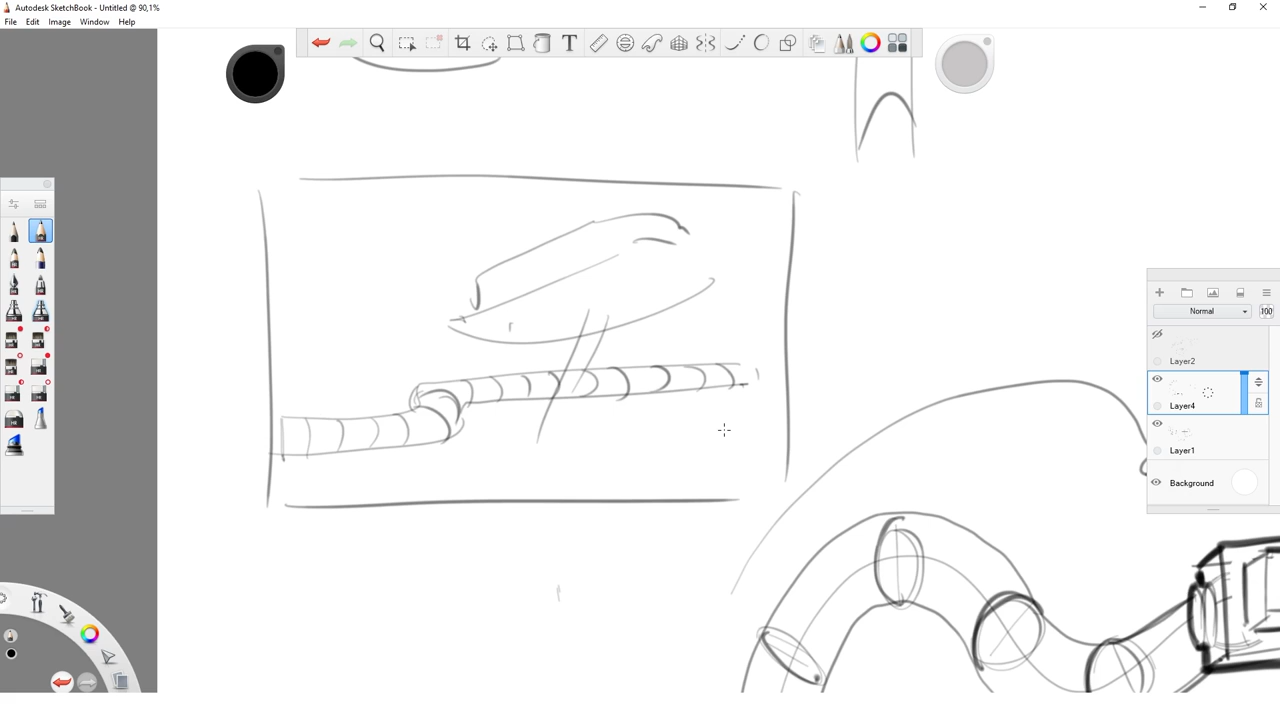 Autodesk SketchBook - Untitled @ 90,1%
File Edit Image Window Help
Normal 100
Layer2
Layer4
Layer1
Background